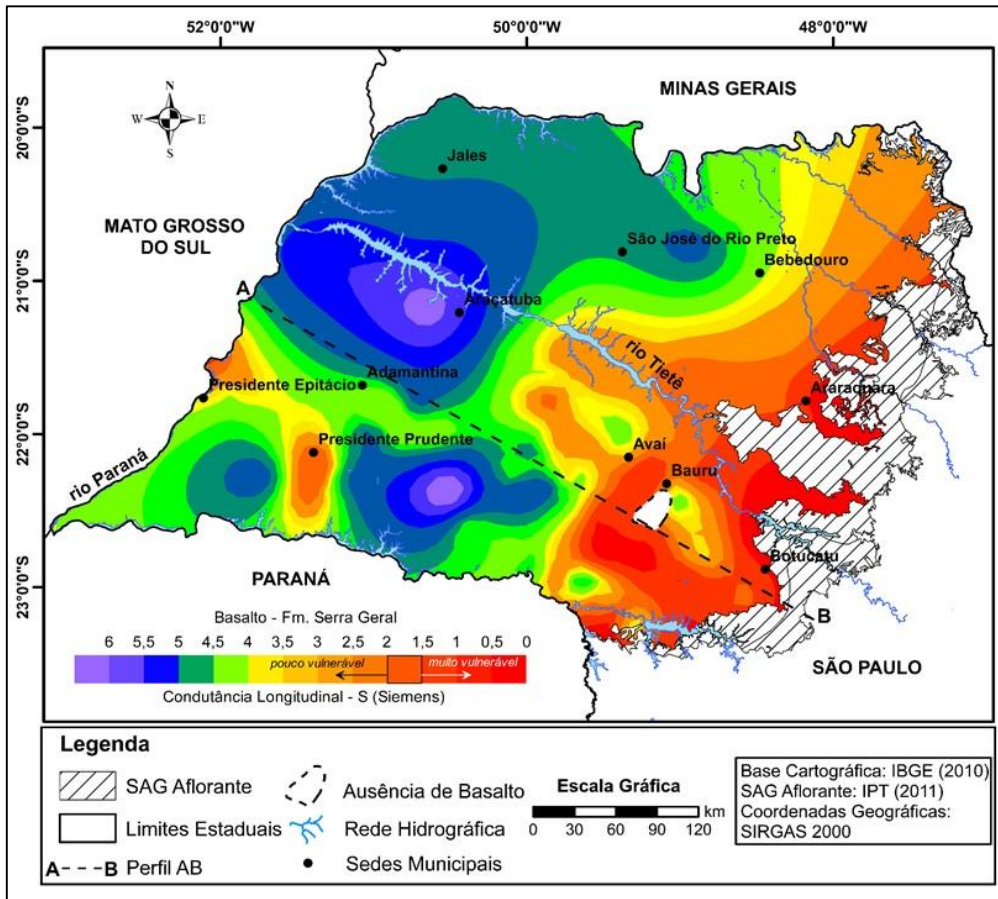 52°0'0"W 50°0'0"W 48°0'0"W
MINAS GERAIS
N
W E
S
20°0'0"S
Jales
MATO GROSSO
DO SUL
São José do Rio Preto
Bebedouro
21°0'0"S
A
Araçatuba
rio Tietê
Adamantina
Presidente Epitácio
Araraquara
22°0'0"S
Presidente Prudente
Avaí
Bauru
rio Paraná
Botucatu
23°0'0"S
PARANÁ
B
SÃO PAULO
Basalto - Fm. Serra Geral
6 5,5 5 4,5 4 3,5 3 2,5 2 1,5 1 0,5 0
pouco vulnerável muito vulnerável
Condutância Longitudinal - S (Siemens)
Legenda
SAG Aflorante
Limites Estaduais
A B Perfil AB
Ausência de Basalto
Rede Hidrográfica
Sedes Municipais
Escala Gráfica
km
0 30 60 90 120
Base Cartográfica: IBGE (2010)
SAG Aflorante: IPT (2011)
Coordenadas Geográficas:
SIRGAS 2000